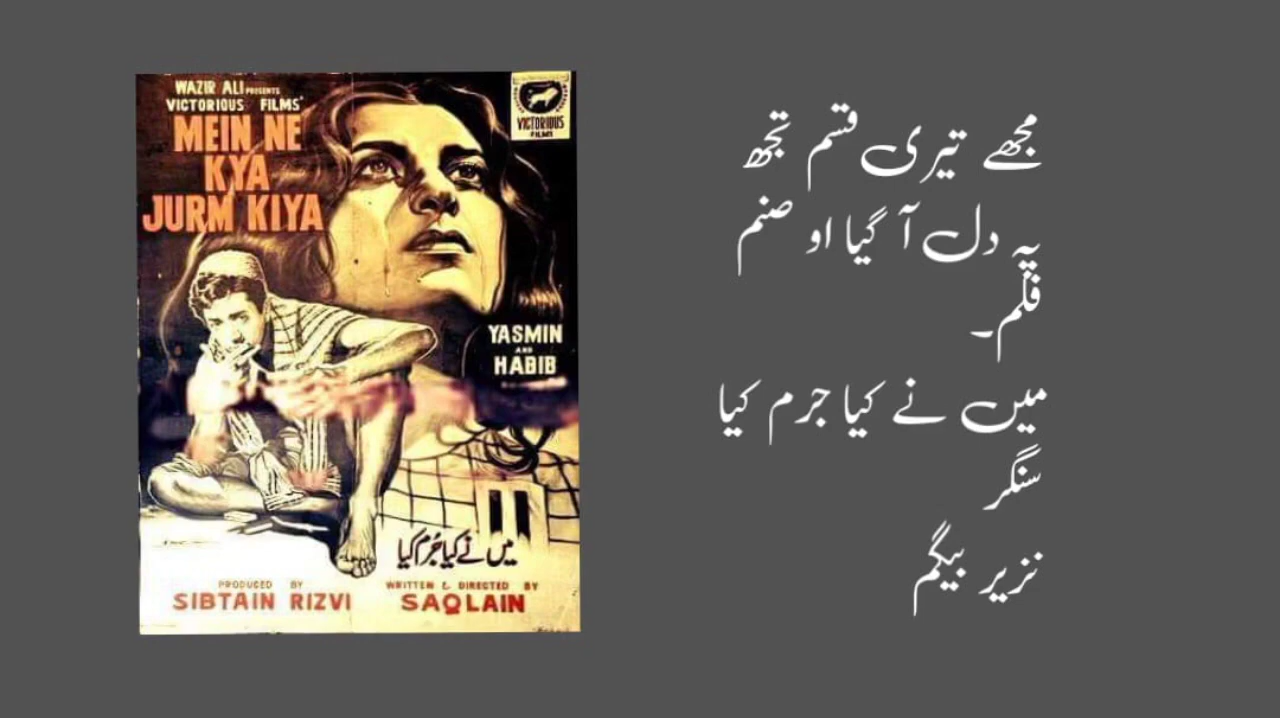 WAZIR ALI PRESENTS
VICTORIOUS FILMS'
MEIN NE
KYA
JURM KIYA
VICTORIOUS
FILMS
YASMIN
AND
HABIB
میں نے کیا جُرم کیا
PRODUCED BY
SIBTAIN RIZVI
WRITTEN & DIRECTED BY
SAQLAIN
مجھے تیری قسم تجھ
پہ دل آ گیا او صنم
فلم۔
میں نے کیا جرم کیا
سنگر
نزیر بیگم